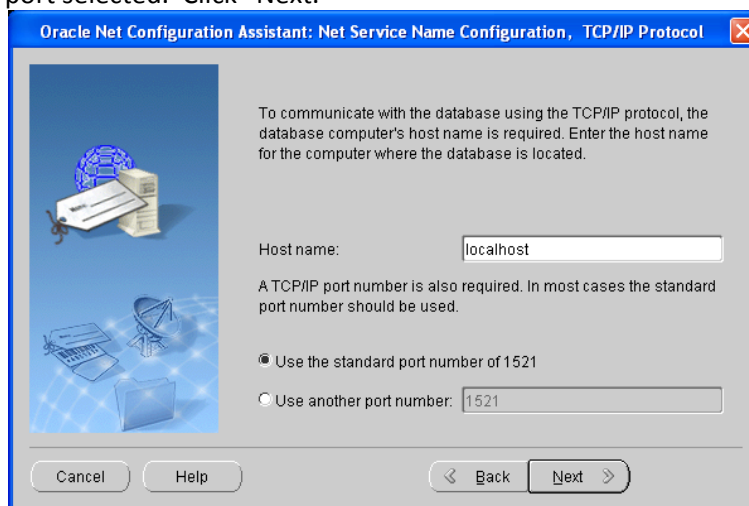 port selected. Click "Next.
Oracle Net Configuration Assistant: Net Service Name Configuration, TCP/IP Protocol
To communicate with the database using the TCP/IP protocol, the
database computer's host name is required. Enter the host name
for the computer where the database is located.
Host name: localhost
A TCP/IP port number is also required. In most cases the standard
port number should be used.
Use the standard port number of 1521
Use another port number: 1521
Cancel Help Back Next